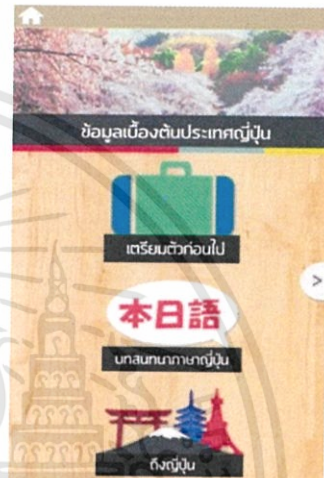 ข้อมูลเบื้องต้นประเทศญี่ปุ่น
เตรียมตัวก่อนไป
本日語
บทสนทนาภาษาญี่ปุ่น
ถึงญี่ปุ่น
>